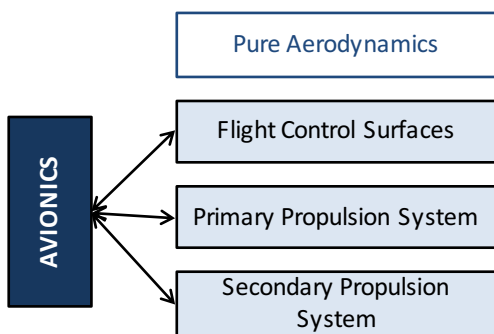 Pure Aerodynamics
Flight Control Surfaces
AVIONICS
Primary Propulsion System
Secondary Propulsion
System